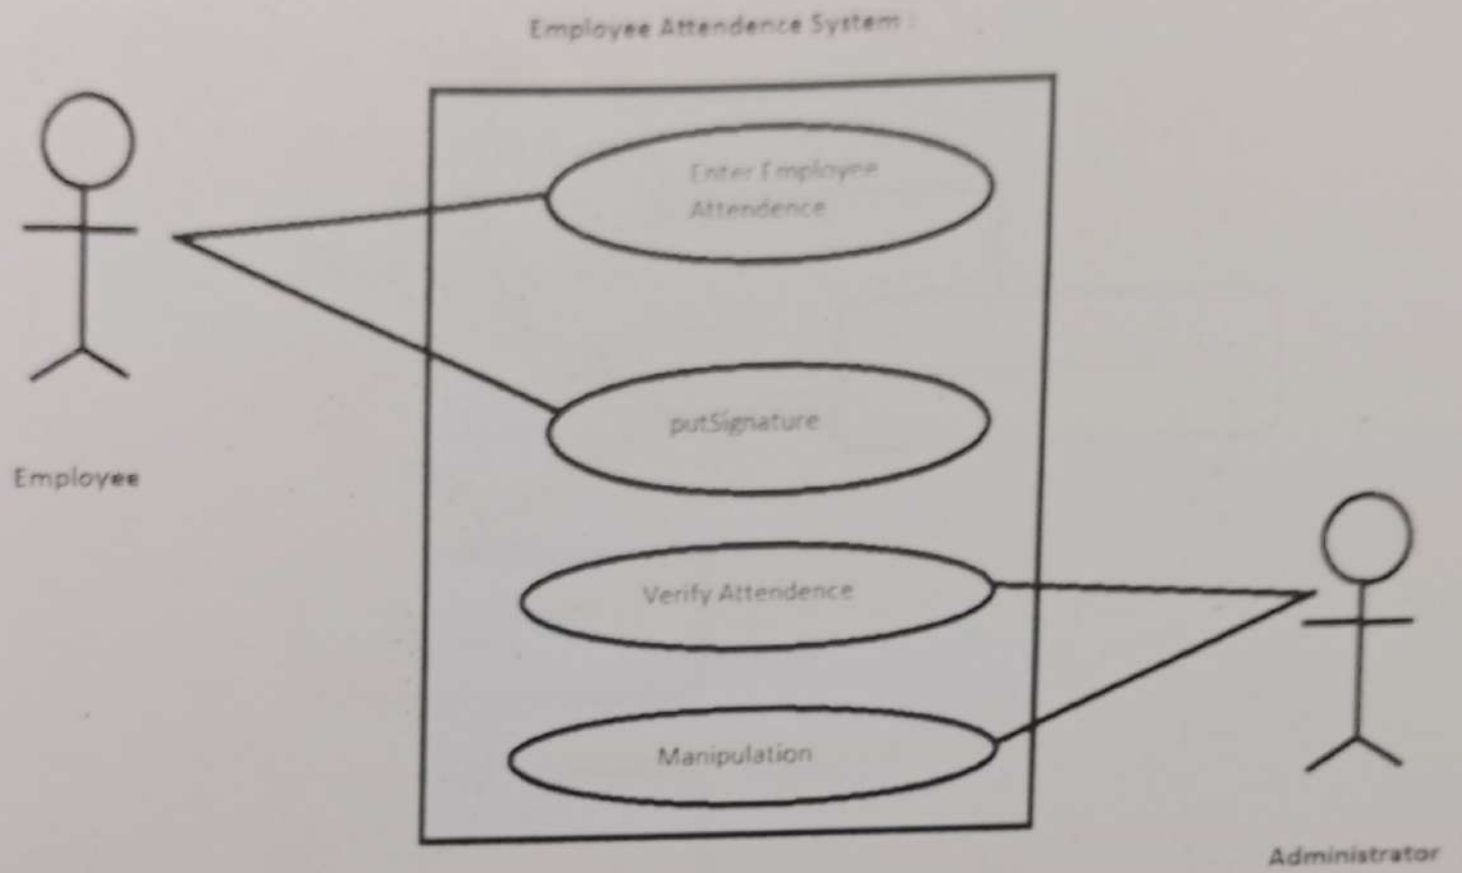 Employee Attendence System :
Enter Employee
Attendence
putSignature
Employee
Verify Attendence
Manipulation
Administrator